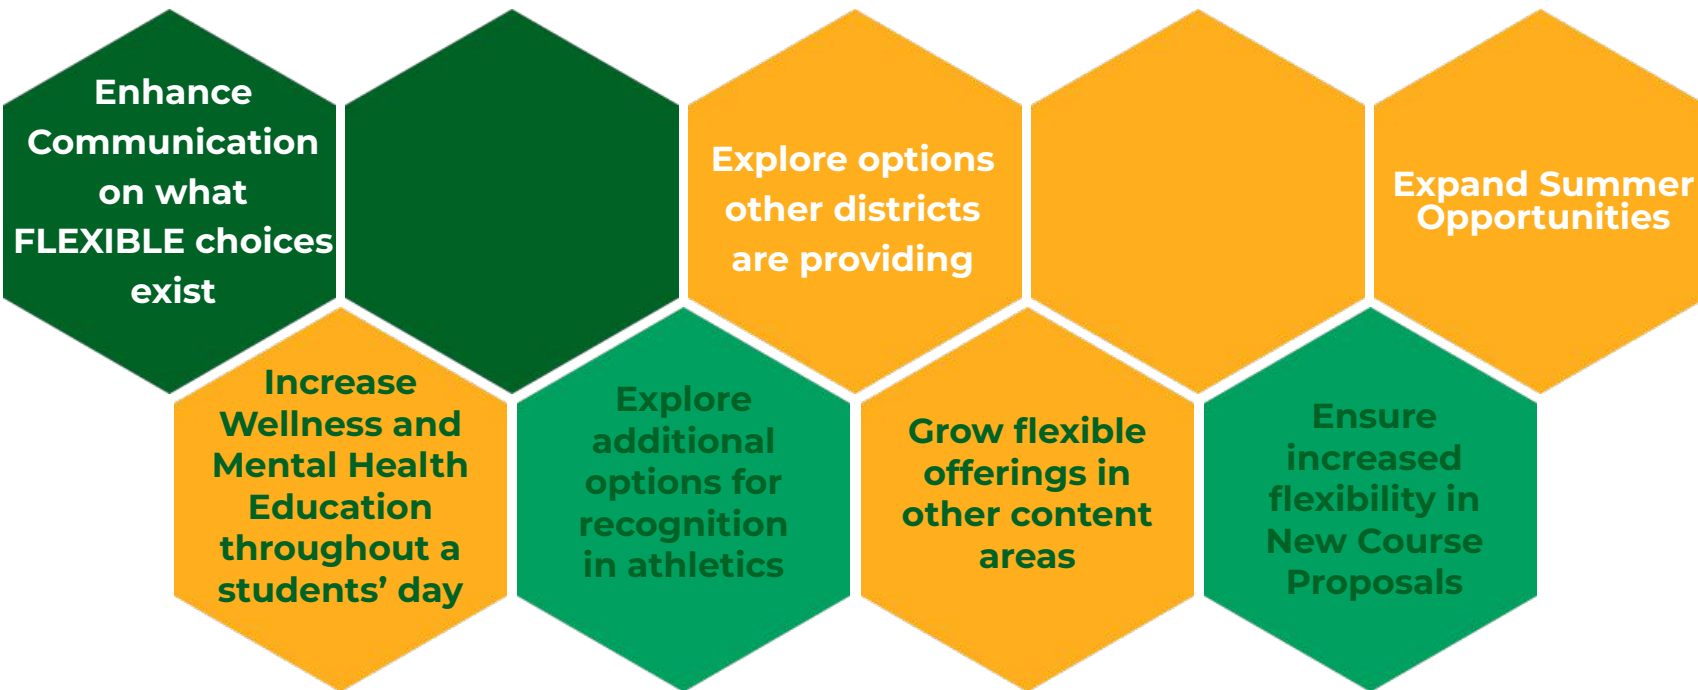 Enhance
Communication
on what
FLEXIBLE choices
exist
Explore options
other districts
are providing
Expand Summer
Opportunities
Increase
Wellness and
Mental Health
Education
throughout a
students’ day
Explore
additional
options for
recognition
in athletics
Grow flexible
offerings in
other content
areas
Ensure
increased
flexibility in
New Course
Proposals